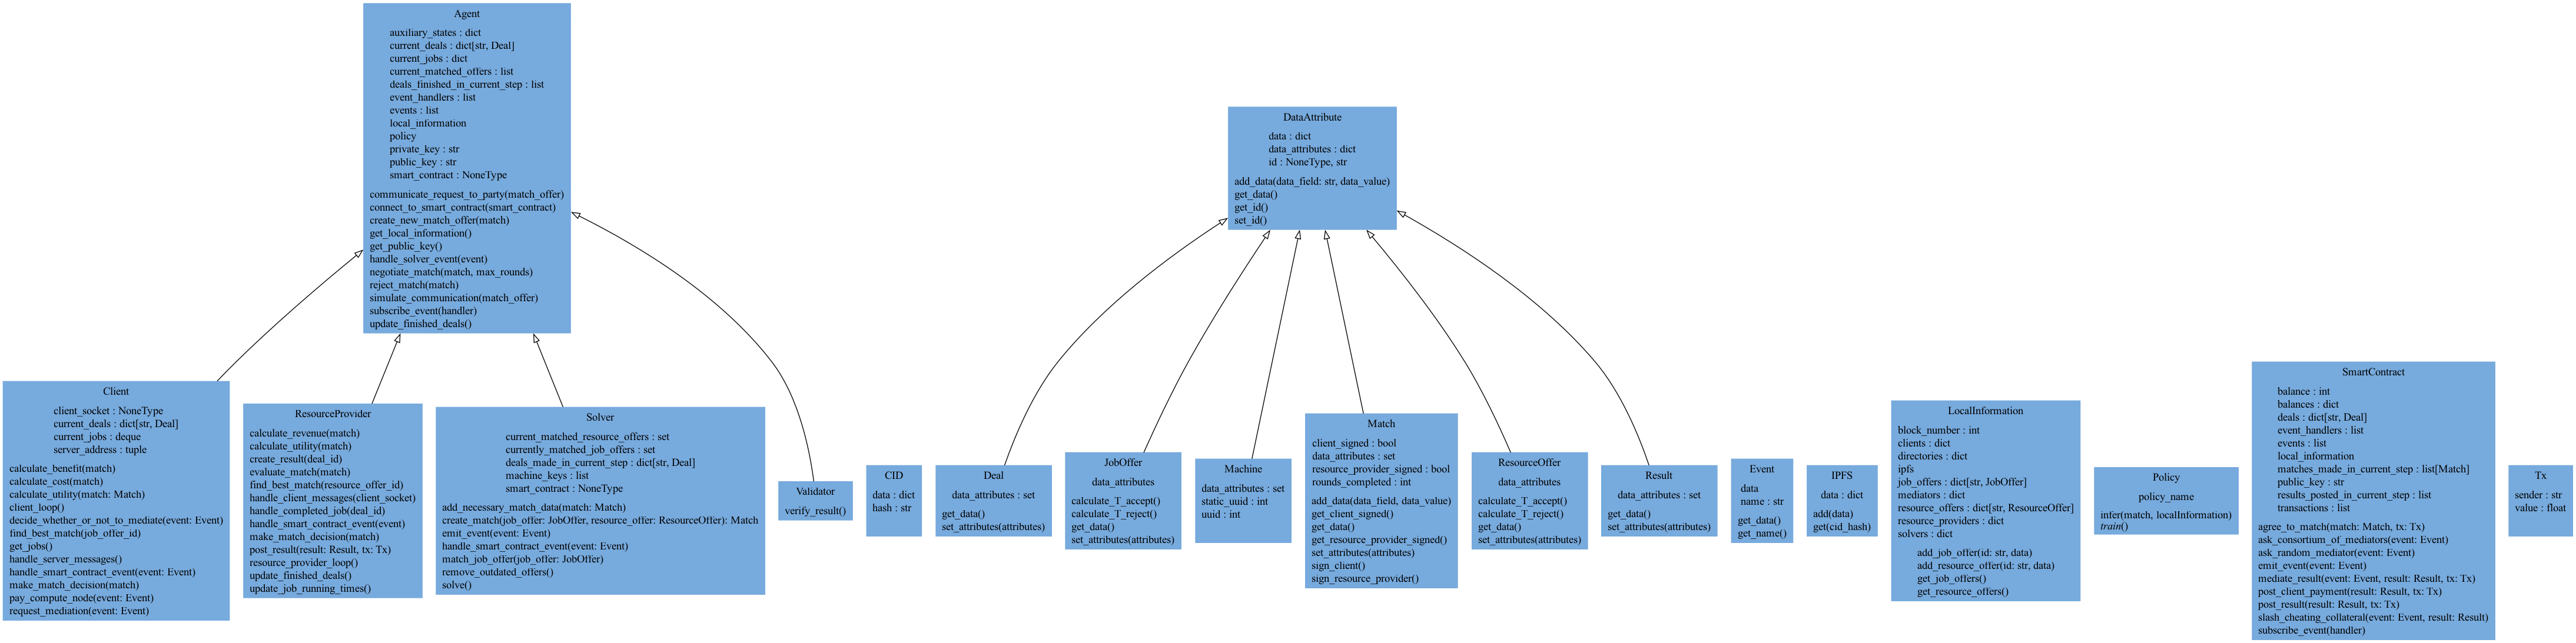 Agent
auxiliary_states : dict
current_deals : dict[str, Deal]
current_jobs : dict
current_matched_offers : list
deals_finished_in_current_step : list
event_handlers : list
events : list
local_information
policy
private_key : str
public_key : str
smart_contract : NoneType
communicate_request_to_party(match_offer)
connect_to_smart_contract(smart_contract)
create_new_match_offer(match)
get_local_information()
get_public_key()
handle_solver_event(event)
negotiate_match(match, max_rounds)
reject_match(match)
simulate_communication(match_offer)
subscribe_event(handler)
update_finished_deals()
DataAttribute
data : dict
data_attributes : dict
id : NoneType, str
add_data(data_field: str, data_value)
get_data()
get_id()
set_id()
Client
client_socket : NoneType
current_deals : dict[str, Deal]
current_jobs : deque
server_address : tuple
calculate_benefit(match)
calculate_cost(match)
calculate_utility(match: Match)
client_loop()
decide_whether_or_not_to_mediate(event: Event)
find_best_match(job_offer_id)
get_jobs()
handle_server_messages()
handle_smart_contract_event(event: Event)
make_match_decision(match)
pay_compute_node(event: Event)
request_mediation(event: Event)
ResourceProvider
calculate_revenue(match)
calculate_utility(match)
create_result(deal_id)
evaluate_match(match)
find_best_match(resource_offer_id)
handle_client_messages(client_socket)
handle_completed_job(deal_id)
handle_smart_contract_event(event)
make_match_decision(match)
post_result(result: Result, tx: Tx)
resource_provider_loop()
update_finished_deals()
update_job_running_times()
Solver
current_matched_resource_offers : set
currently_matched_job_offers : set
deals_made_in_current_step : dict[str, Deal]
machine_keys : list
smart_contract : NoneType
add_necessary_match_data(match: Match)
create_match(job_offer: JobOffer, resource_offer: ResourceOffer): Match
emit_event(event: Event)
handle_smart_contract_event(event: Event)
match_job_offer(job_offer: JobOffer)
remove_outdated_offers()
solve()
Validator
verify_result()
CID
data : dict
hash : str
Deal
data_attributes : set
get_data()
set_attributes(attributes)
JobOffer
data_attributes
calculate_T_accept()
calculate_T_reject()
get_data()
set_attributes(attributes)
Machine
data_attributes : set
static_uuid : int
uuid : int
Match
client_signed : bool
data_attributes : set
resource_provider_signed : bool
rounds_completed : int
add_data(data_field, data_value)
get_client_signed()
get_data()
get_resource_provider_signed()
set_attributes(attributes)
sign_client()
sign_resource_provider()
ResourceOffer
data_attributes
calculate_T_accept()
calculate_T_reject()
get_data()
set_attributes(attributes)
Result
data_attributes : set
get_data()
set_attributes(attributes)
Event
data
name : str
get_data()
get_name()
IPFS
data : dict
add(data)
get(cid_hash)
LocalInformation
block_number : int
clients : dict
directories : dict
ipfs
job_offers : dict[str, JobOffer]
mediators : dict
resource_offers : dict[str, ResourceOffer]
resource_providers : dict
solvers : dict
add_job_offer(id: str, data)
add_resource_offer(id: str, data)
get_job_offers()
get_resource_offers()
Policy
policy_name
infer(match, localInformation)
train()
SmartContract
balance : int
balances : dict
deals : dict[str, Deal]
event_handlers : list
events : list
local_information
matches_made_in_current_step : list[Match]
public_key : str
results_posted_in_current_step : list
transactions : list
agree_to_match(match: Match, tx: Tx)
ask_consortium_of_mediators(event: Event)
ask_random_mediator(event: Event)
emit_event(event: Event)
mediate_result(event: Event, result: Result, tx: Tx)
post_client_payment(result: Result, tx: Tx)
post_result(result: Result, tx: Tx)
slash_cheating_collateral(event: Event, result: Result)
subscribe_event(handler)
Tx
sender : str
value : float